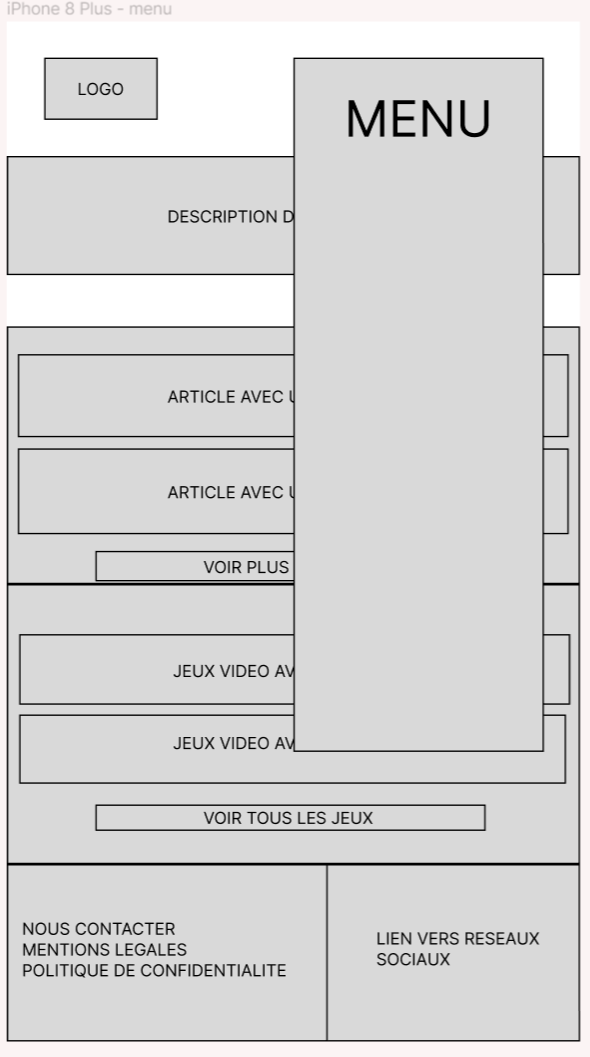 iPhone 8 Plus - menu
LOGO
MENU
DESCRIPTION D
ARTICLE AVEC
ARTICLE AVEC
VOIR PLUS
JEUX VIDEO AV
JEUX VIDEO AV
VOIR TOUS LES JEUX
NOUS CONTACTER
MENTIONS LEGALES
POLITIQUE DE CONFIDENTIALITE
LIEN VERS RESEAUX
SOCIAUX